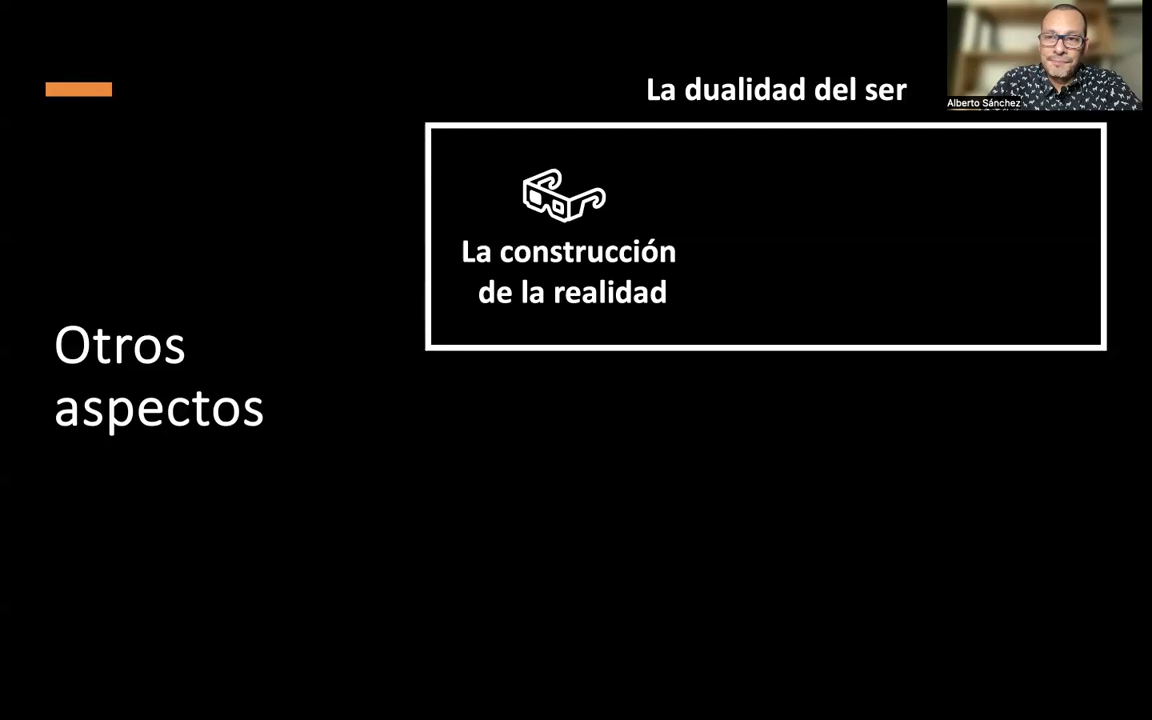 La dualidad del ser
Alberto Sánchez
La construcción
de la realidad
Otros
aspectos